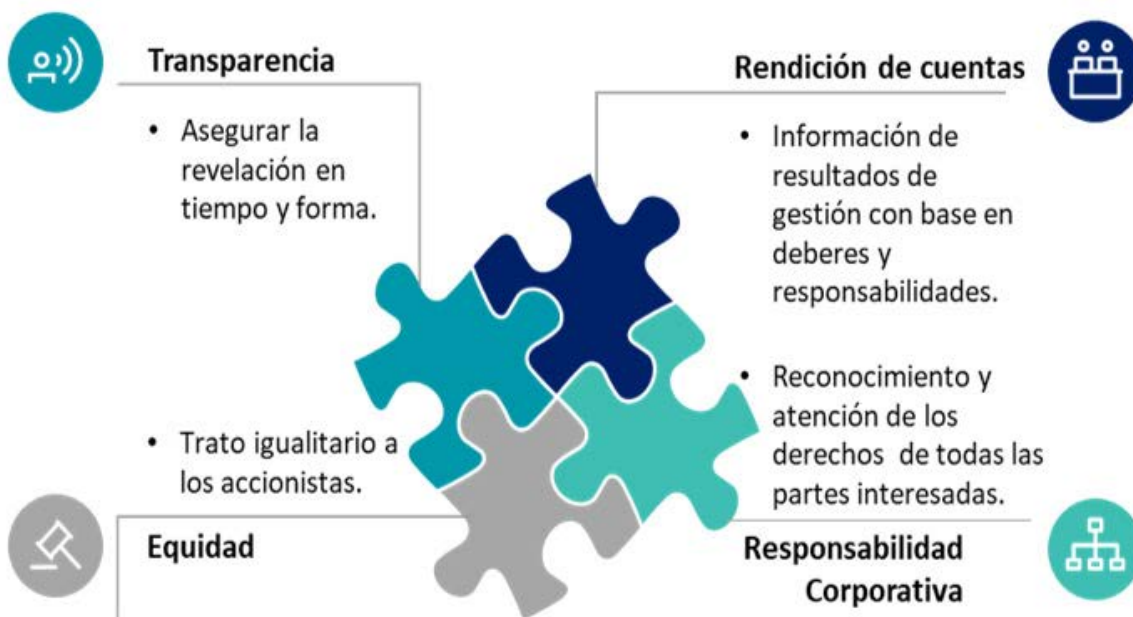 Transparencia
• Asegurar la
revelación en
tiempo y forma.
Rendición de cuentas
• Información de
resultados de
gestión con base en
deberes y
responsabilidades.
• Trato igualitario a
los accionistas.
Equidad
• Reconocimiento y
atención de los
derechos de todas las
partes interesadas.
Responsabilidad
Corporativa